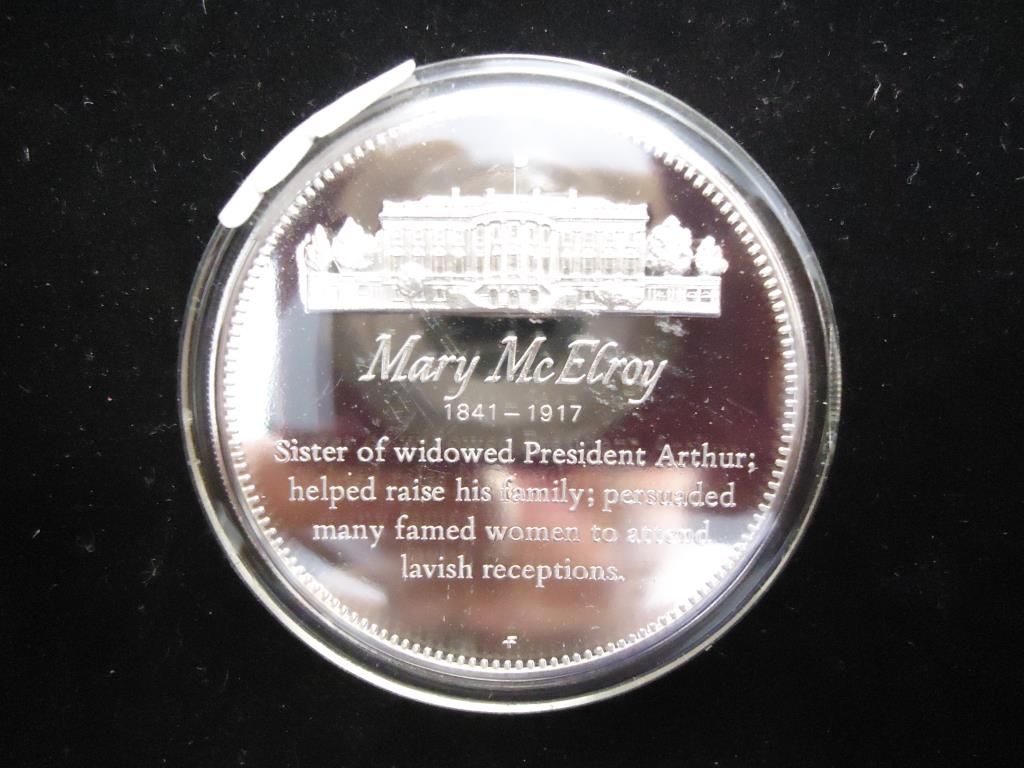 Mary McElroy
1841–1917
Sister of widowed President Arthur;
helped raise his family; persuaded
many famed women to attend
lavish receptions.